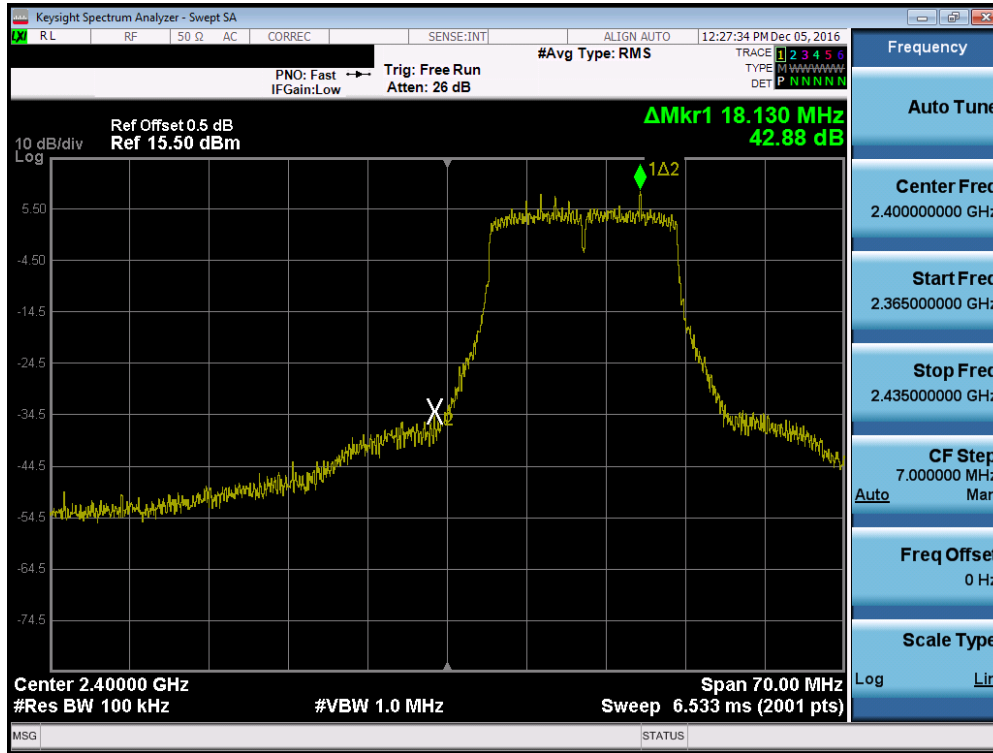 Keysight Spectrum Analyzer - Swept SA
LXI RL RF 50 Ω AC CORREC SENSE:INT ALIGN AUTO 12:27:34 PM Dec 05, 2016
PNO: Fast
IFGain:Low
Trig: Free Run
Atten: 26 dB
#Avg Type: RMS
TRACE 1 2 3 4 5 6
TYPE M W W W W W
DET P N N N N N
ΔMkr1 18.130 MHz
42.88 dB
10 dB/div
Log
Ref Offset 0.5 dB
Ref 15.50 dBm
1Δ2
5.50
-4.50
-14.5
-24.5
-34.5
X
2
-44.5
-54.5
-64.5
-74.5
Center 2.40000 GHz
#Res BW 100 kHz
#VBW 1.0 MHz
Span 70.00 MHz
Sweep 6.533 ms (2001 pts)
MSG
STATUS
Frequency
Auto Tune
Center Freq
2.400000000 GHz
Start Freq
2.365000000 GHz
Stop Freq
2.435000000 GHz
CF Step
7.000000 MHz
Auto Man
Freq Offset
0 Hz
Scale Type
Log Lin